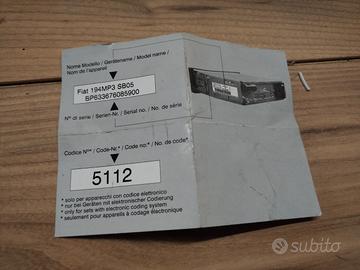 Nome Modello / Gerätename / Model name /
Nom de l'appareil
Fiat 194MP3 SB05
BP633676085900
N° di serie / Serien-Nr. / Serial no. / No. de série
Codice N°* / Code-Nr.* / Code no.* / No. de code*
5112
* solo per apparecchi con codice elettronico
* nur bei Geräten mit elektronischer Codierung
* only for sets with electronic coding system
* seulement pour appareils à codage électronique
subito